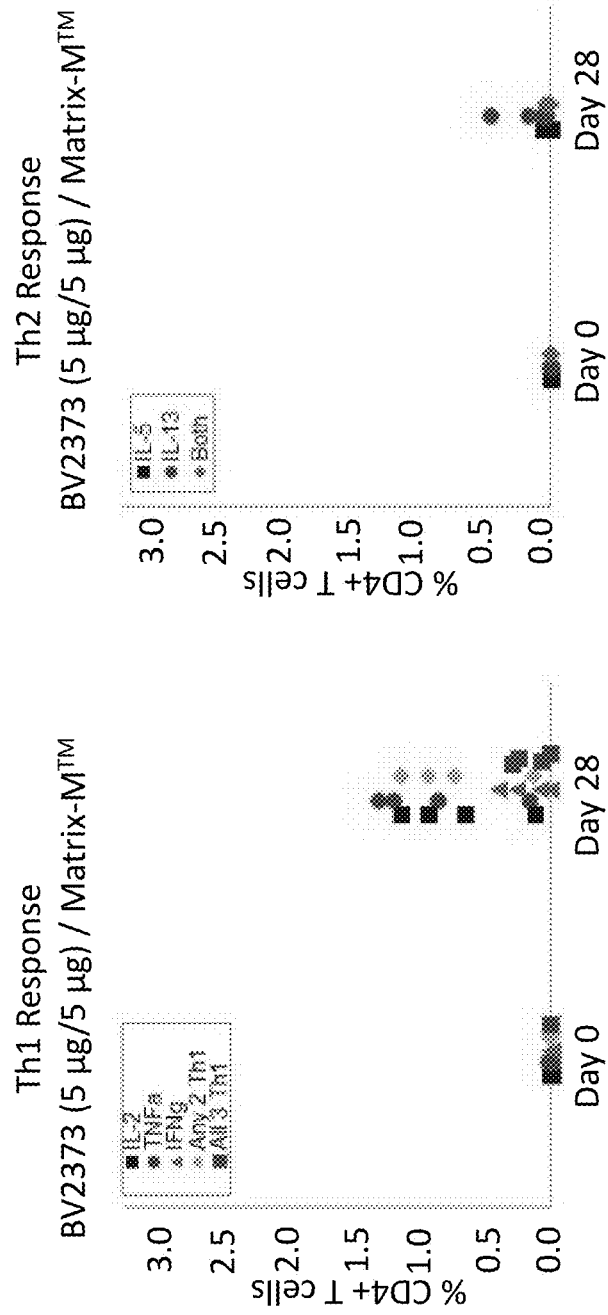 Th1 Response
BV2373 (5 µg/5 µg) / Matrix-M™
IL-2
TNFa
IFNg
Any 2 Th1
All 3 Th1
% CD4+ T cells
3.0
2.5
2.0
1.5
1.0
0.5
0.0
Day 0
Day 28
Th2 Response
BV2373 (5 µg/5 µg) / Matrix-M™
IL-5
IL-13
Both
% CD4+ T cells
3.0
2.5
2.0
1.5
1.0
0.5
0.0
Day 0
Day 28